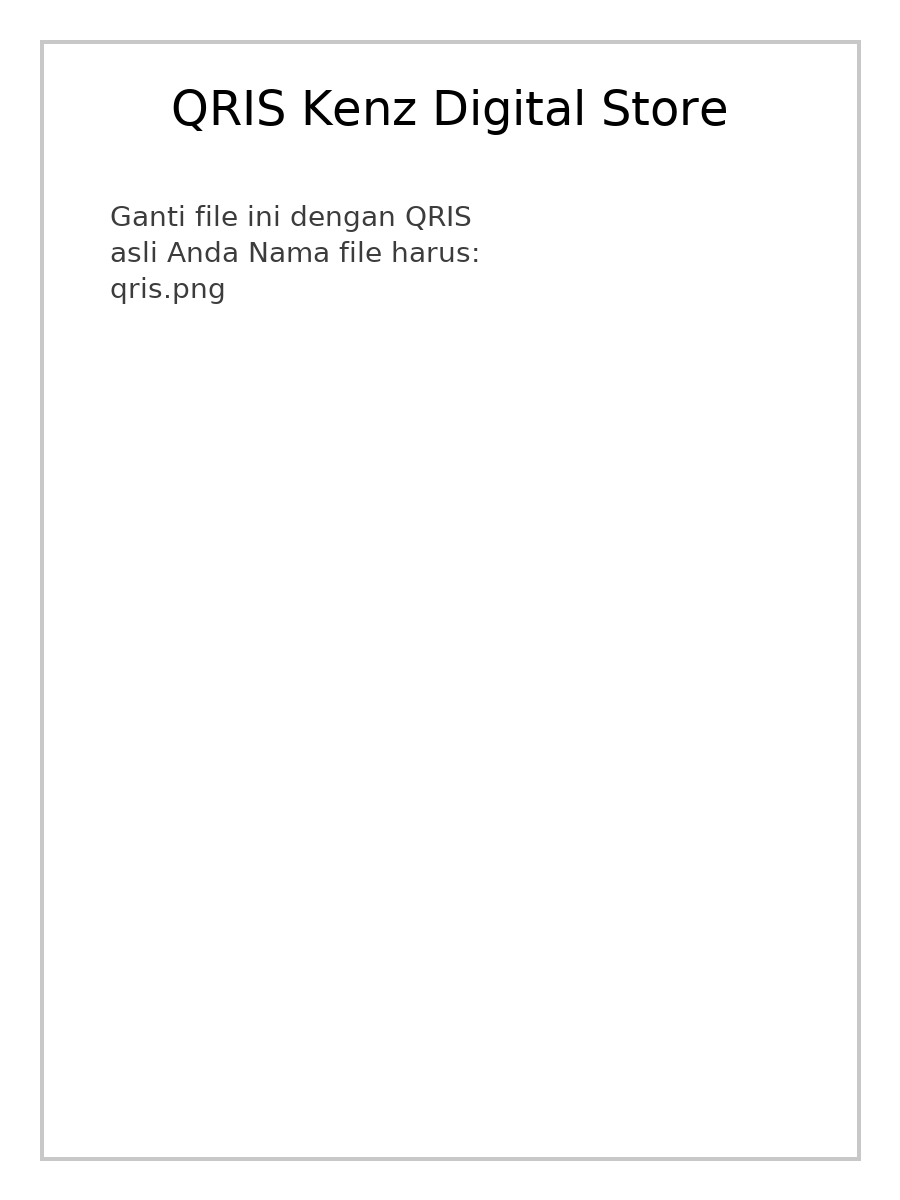 QRIS Kenz Digital Store
Ganti file ini dengan QRIS
asli Anda Nama file harus:
qris.png